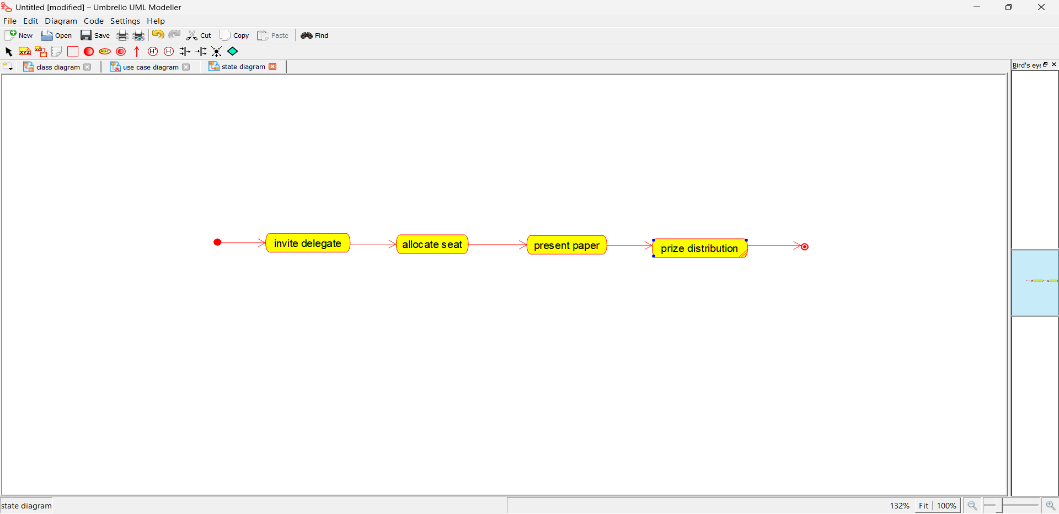 Untitled [modified] – Umbrello UML Modeller
File Edit Diagram Code Settings Help
New Open Save Cut Copy Paste Find
XYZ
class diagram use case diagram state diagram Bird's eye
invite delegate allocate seat present paper prize distribution
state diagram 132% Fit 100%